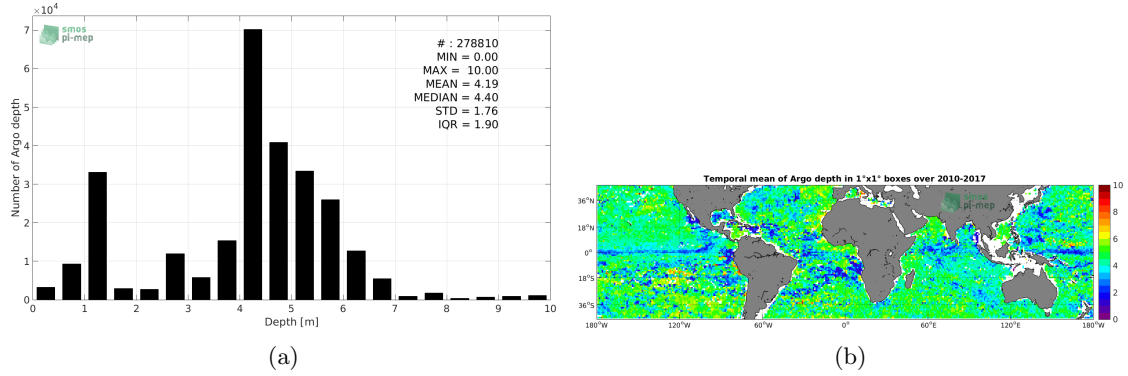 ×10⁴
smos
pi-mep
# : 278810
MIN = 0.00
MAX = 10.00
MEAN = 4.19
MEDIAN = 4.40
STD = 1.76
IQR = 1.90
Number of Argo depth
7
6
5
4
3
2
1
0
0 1 2 3 4 5 6 7 8 9 10
Depth [m]
(a)
Temporal mean of Argo depth in 1°x1° boxes over 2010-2017
smos
pi-mep
36°N
18°N
0°
18°S
36°S
180°W 120°W 60°W 0° 60°E 120°E 180°W
10
8
6
4
2
0
(b)